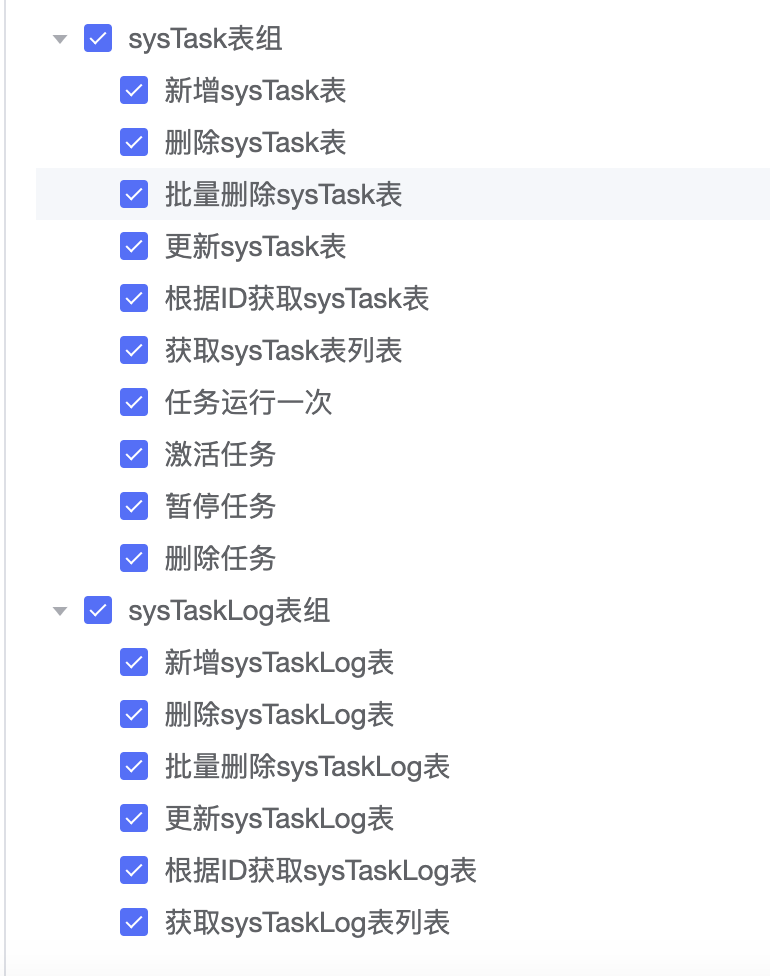 sysTask表组
新增sysTask表
删除sysTask表
批量删除sysTask表
更新sysTask表
根据ID获取sysTask表
获取sysTask表列表
任务运行一次
激活任务
暂停任务
删除任务
sysTaskLog表组
新增sysTaskLog表
删除sysTaskLog表
批量删除sysTaskLog表
更新sysTaskLog表
根据ID获取sysTaskLog表
获取sysTaskLog表列表